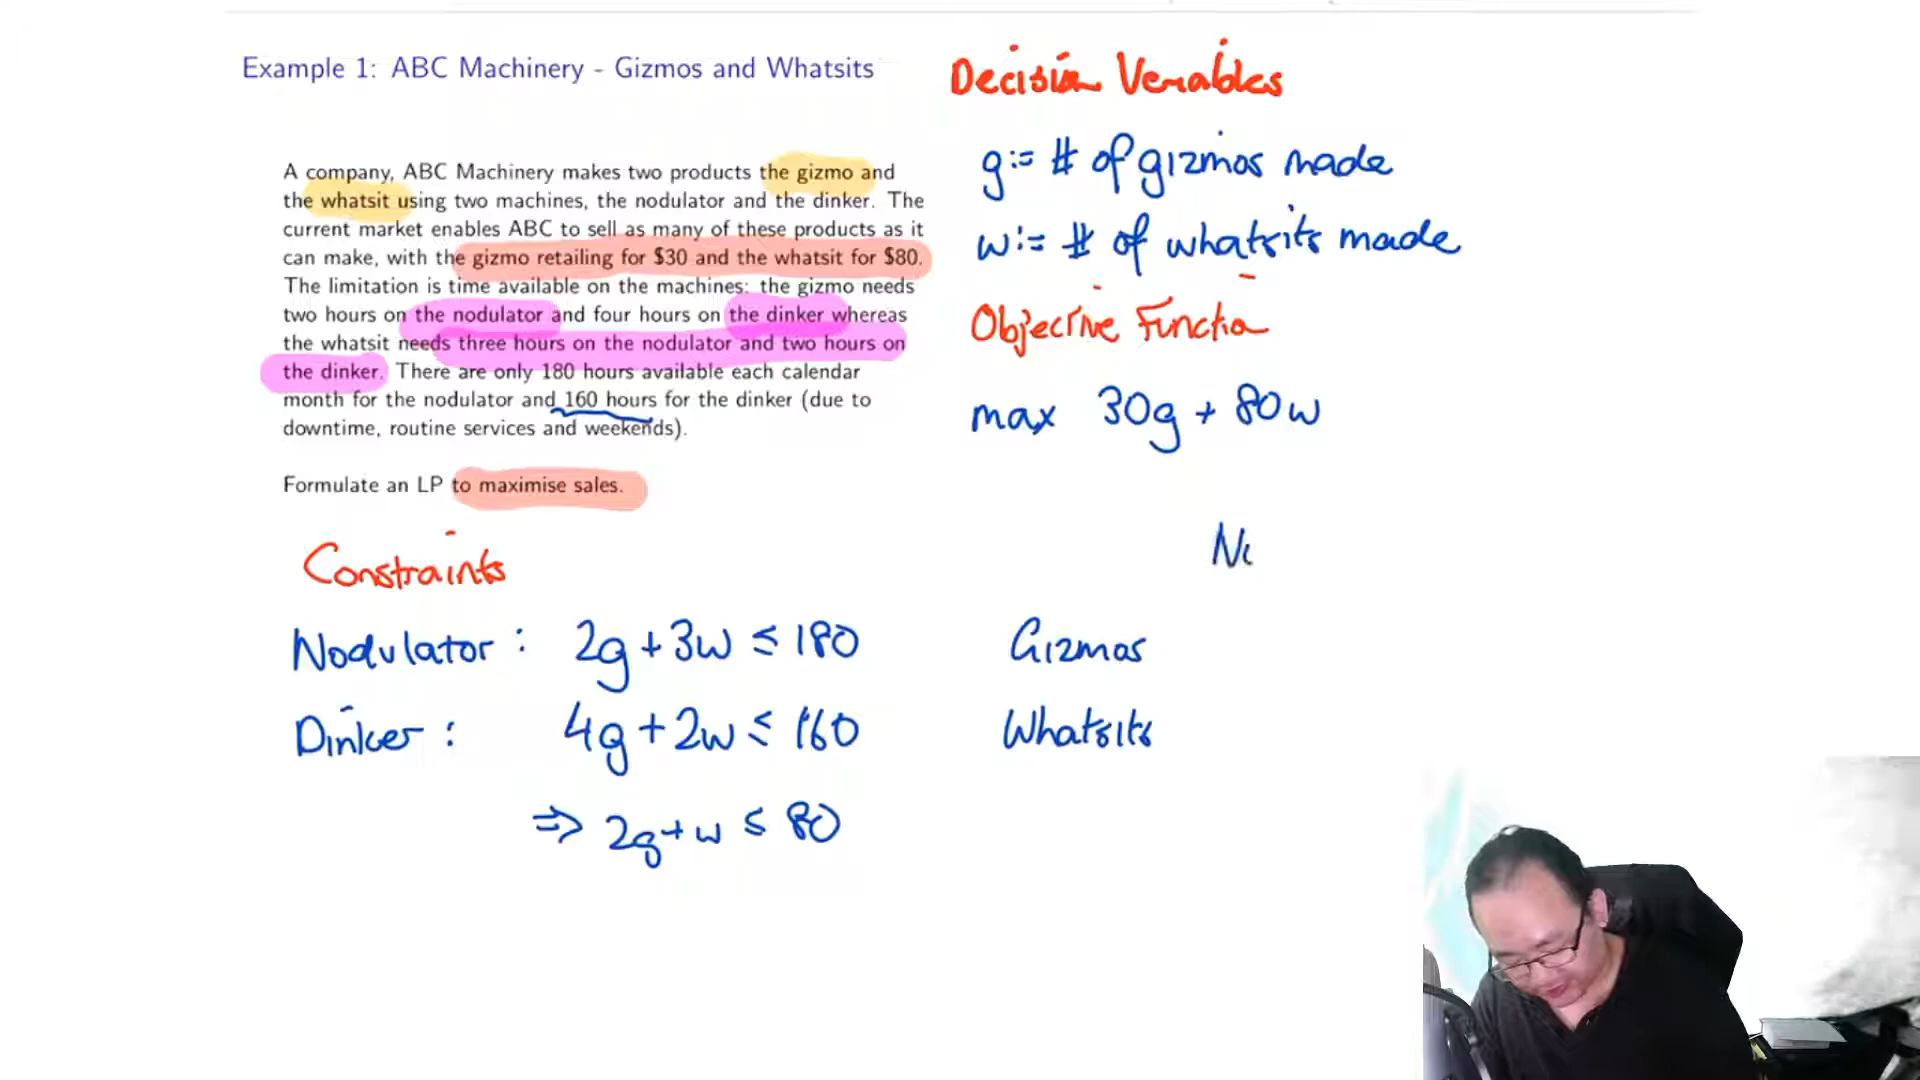 Example 1: ABC Machinery - Gizmos and Whatsits
A company, ABC Machinery makes two products the gizmo and
the whatsit using two machines, the nodulator and the dinker. The
current market enables ABC to sell as many of these products as it
can make, with the gizmo retailing for $30 and the whatsit for $80.
The limitation is time available on the machines: the gizmo needs
two hours on the nodulator and four hours on the dinker whereas
the whatsit needs three hours on the nodulator and two hours on
the dinker. There are only 180 hours available each calendar
month for the nodulator and 160 hours for the dinker (due to
downtime, routine services and weekends).
Formulate an LP to maximise sales.
Decision Verables
g := # of gizmos made
w := # of whatsits made
Objective Functio
max 30g + 80w
Constraints
Nodulator : 2g + 3w ≤ 180
Dinker : 4g + 2w ≤ 160
⇒ 2g + w ≤ 80
No
Gizmos
Whatsits